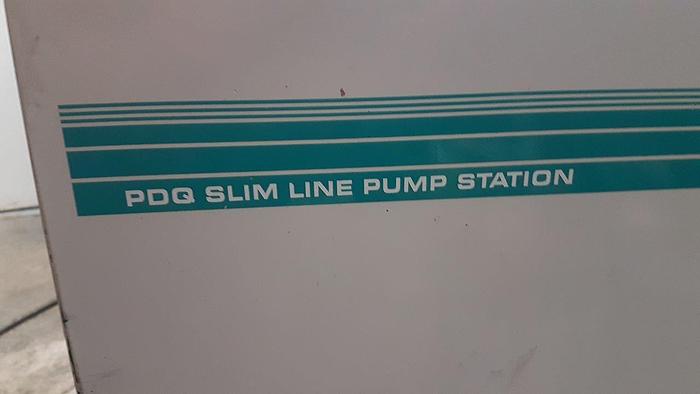 PDQ SLIM LINE PUMP STATION